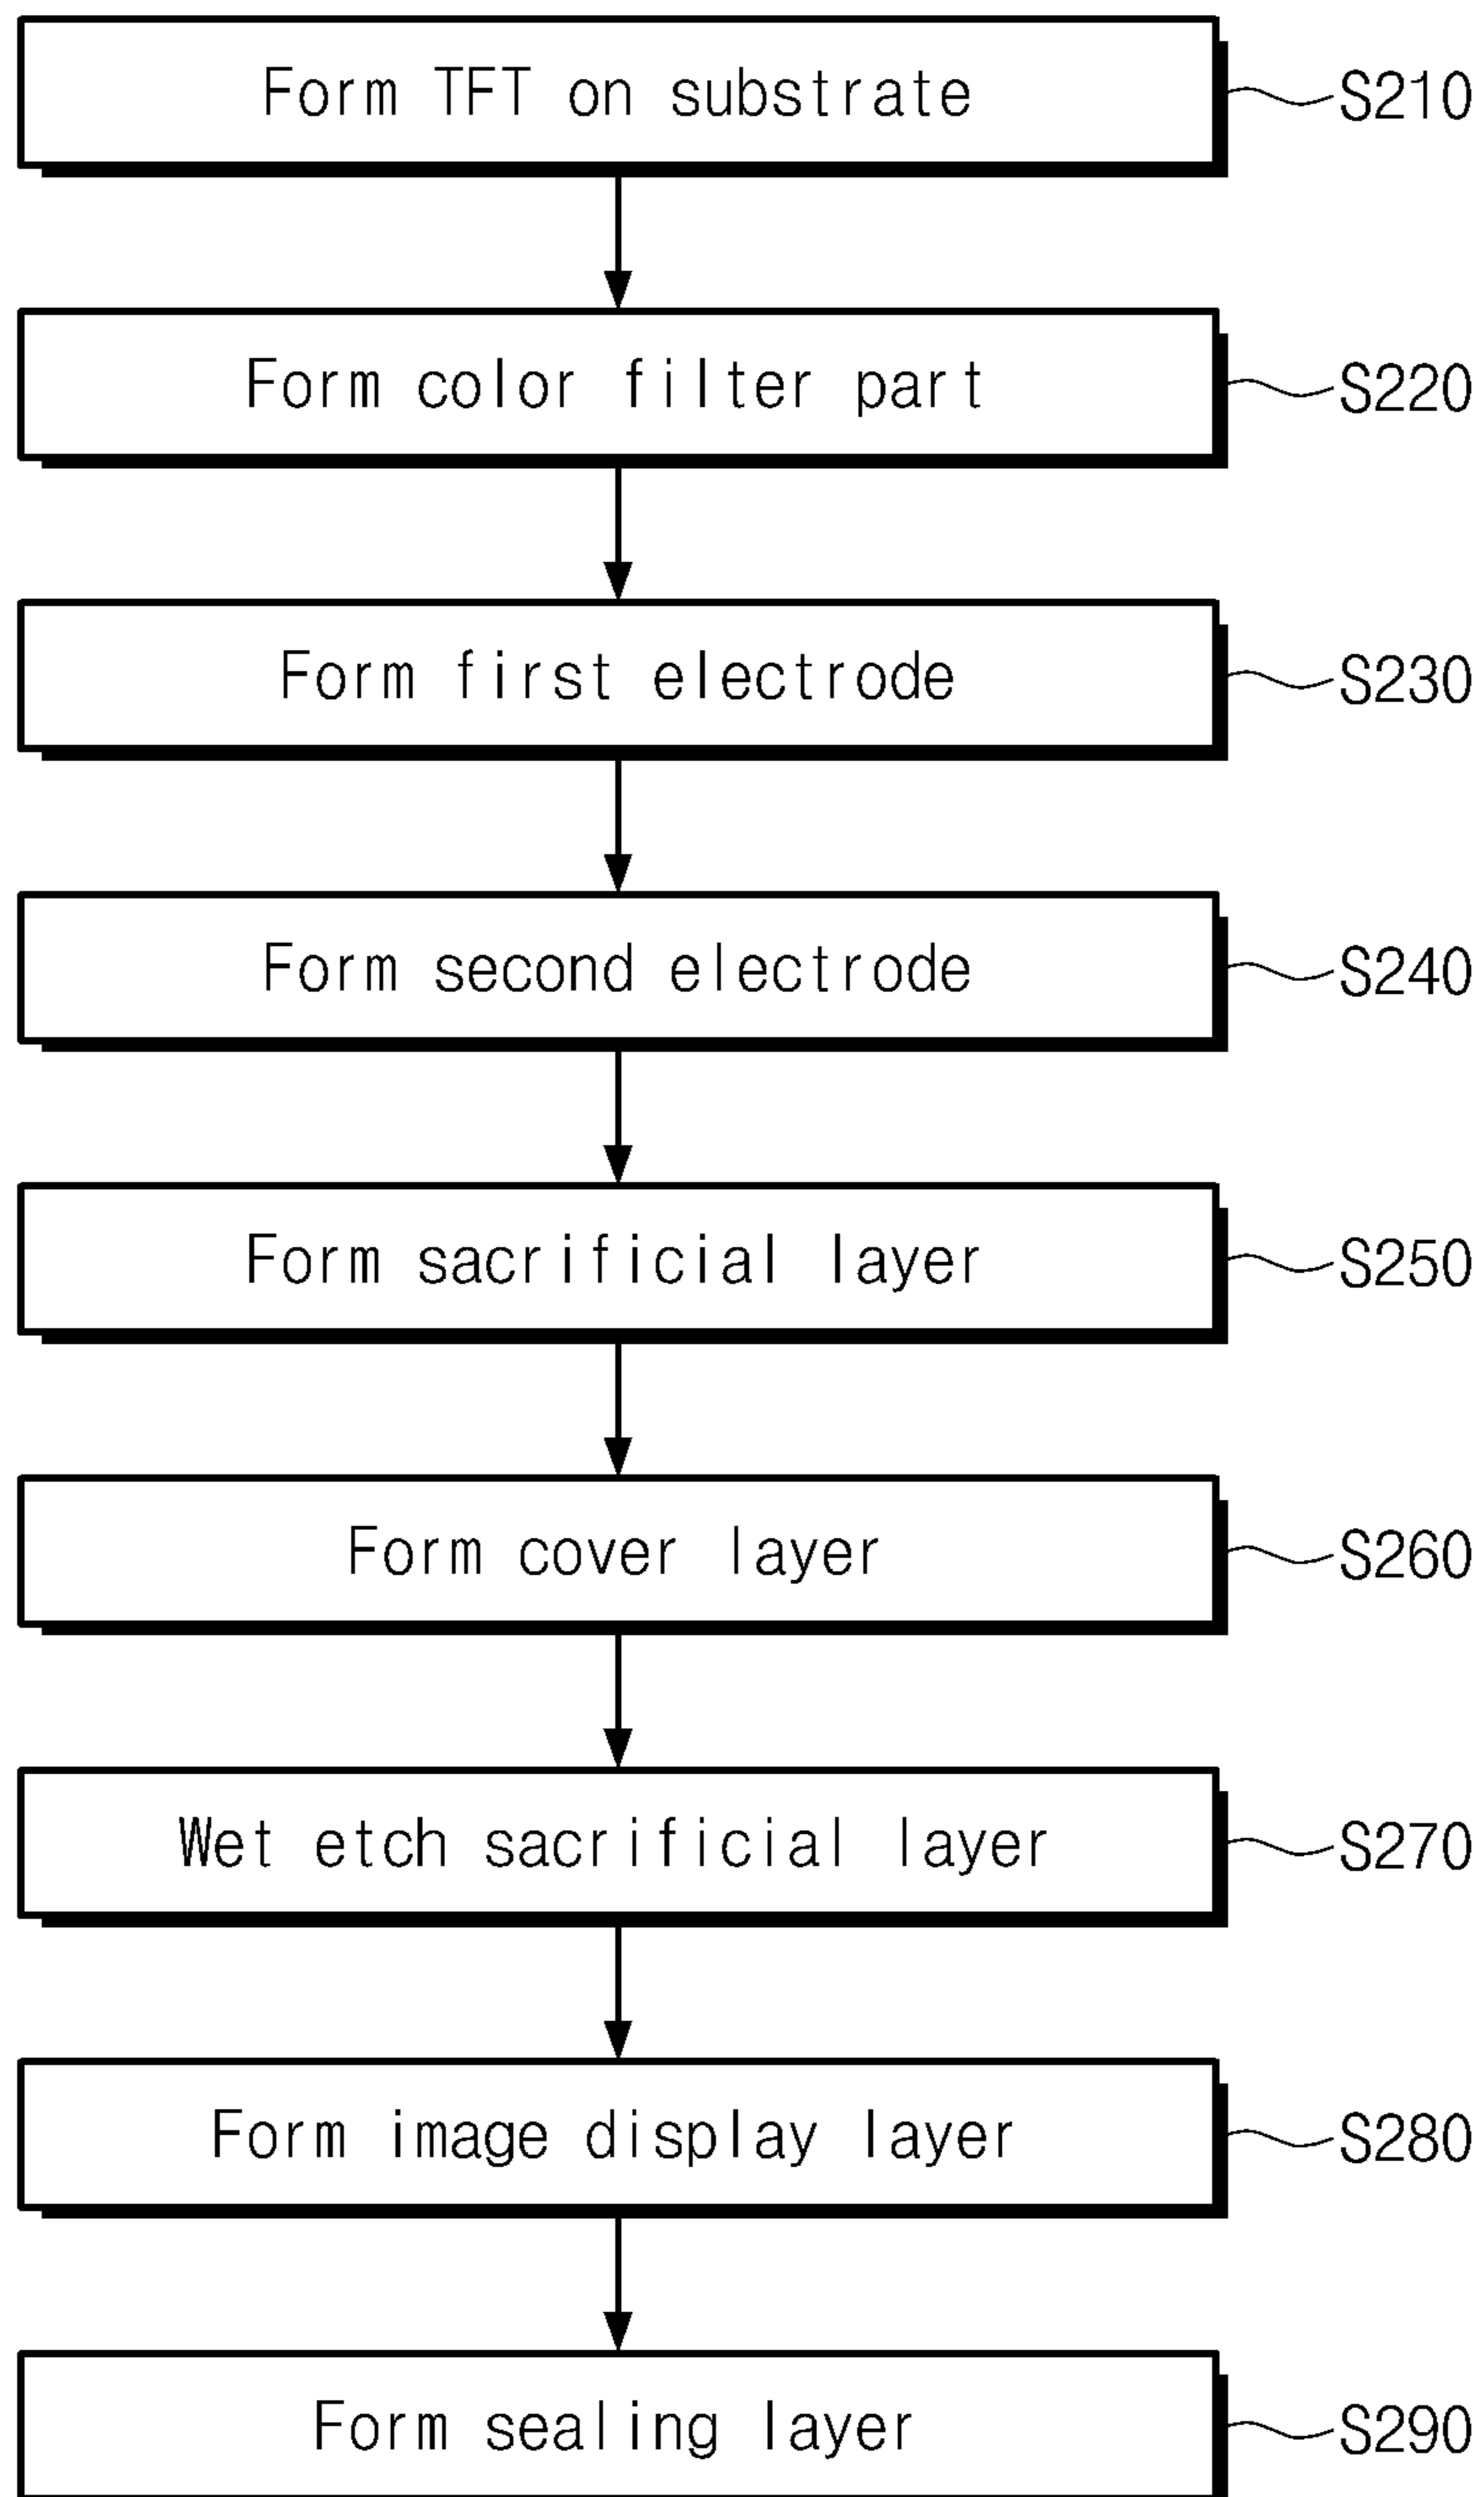 Form TFT on substrate S210
Form color filter part S220
Form first electrode S230
Form second electrode S240
Form sacrificial layer S250
Form cover layer S260
Wet etch sacrificial layer S270
Form image display layer S280
Form sealing layer S290